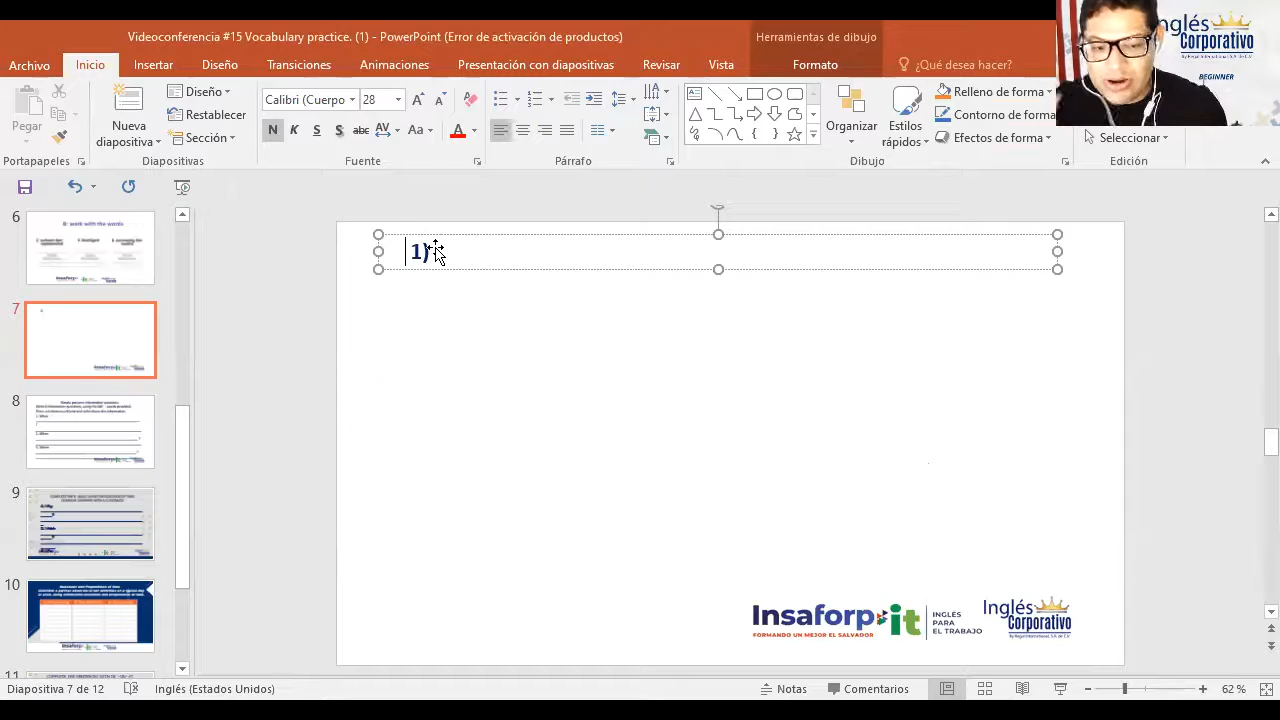 Videoconferencia #15 Vocabulary practice. (1) - PowerPoint (Error de activación de productos)
Herramientas de dibujo
Archivo Inicio Insertar Diseño Transiciones Animaciones Presentación con diapositivas Revisar Vista Formato ¿Qué desea hacer?
Inglés
Corporativo
BEGINNER
Pegar
Nueva
diapositiva
Diseño
Restablecer
Sección
Calibri (Cuerpo 28
N K S S abc AV Aa A
Organizar
Estilos
rápidos
Relleno de forma
Contorno de forma
Efectos de forma
Seleccionar
Portapapeles Diapositivas Fuente Párrafo Dibujo Edición
6
7
8
9
10
11
1)
Insaforp
FORMANDO UN MEJOR EL SALVADOR
it
INGLÉS
PARA
EL TRABAJO
Inglés
Corporativo
Diapositiva 7 de 12 Inglés (Estados Unidos) Notas Comentarios 62 %